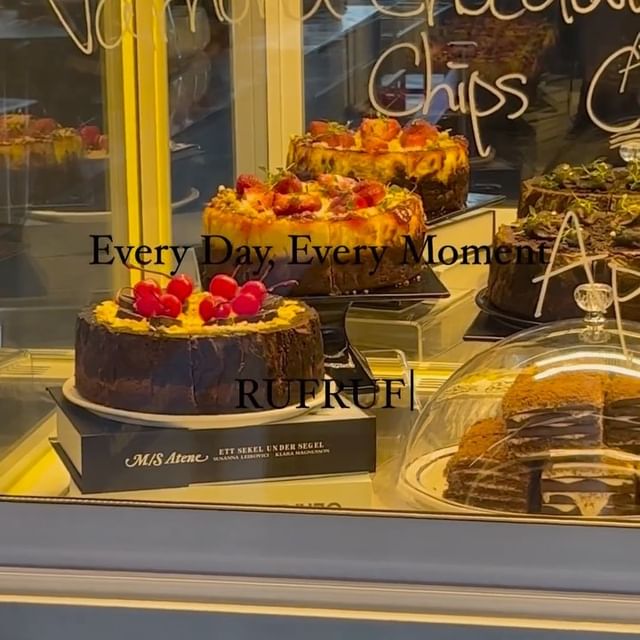 Chips
Every Day, Every Moment
RUFRUF
M/S Atene
ETT SEKEL UNDER SEGEL
SUSANNA LEIBOVICI KLARA MAGNUSSON